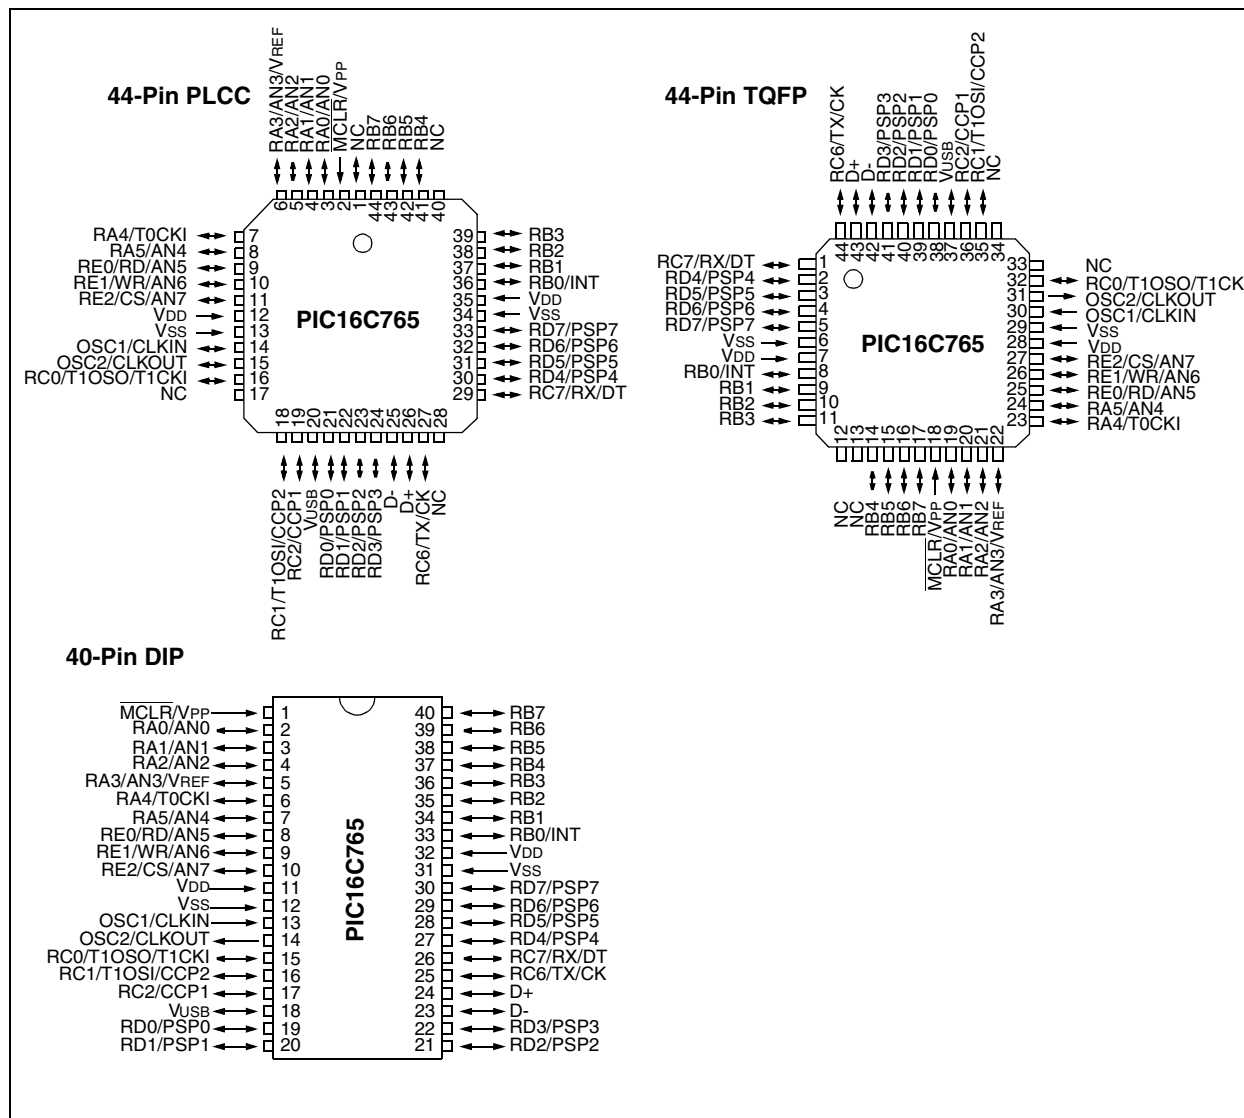 44-Pin PLCC
RA3/AN3/VREF
RA2/AN2
RA1/AN1
RA0/AN0
MCLR/VPP
NC
RB7
RB6
RB5
RB4
NC
6 5 4 3 2 1 44 43 42 41 40
RA4/T0CKI 7
RA5/AN4 8
RE0/RD/AN5 9
RE1/WR/AN6 10
RE2/CS/AN7 11
VDD 12
VSS 13
OSC1/CLKIN 14
OSC2/CLKOUT 15
RC0/T1OSO/T1CKI 16
NC 17
PIC16C765
39 RB3
38 RB2
37 RB1
36 RB0/INT
35 VDD
34 VSS
33 RD7/PSP7
32 RD6/PSP6
31 RD5/PSP5
30 RD4/PSP4
29 RC7/RX/DT
18 19 20 21 22 23 24 25 26 27 28
RC1/T1OSI/CCP2
RC2/CCP1
VUSB
RD0/PSP0
RD1/PSP1
RD2/PSP2
RD3/PSP3
D-
D+
RC6/TX/CK
NC
44-Pin TQFP
RC6/TX/CK
D+
D-
RD3/PSP3
RD2/PSP2
RD1/PSP1
RD0/PSP0
VUSB
RC2/CCP1
RC1/T1OSI/CCP2
NC
44 43 42 41 40 39 38 37 36 35 34
RC7/RX/DT 1
RD4/PSP4 2
RD5/PSP5 3
RD6/PSP6 4
RD7/PSP7 5
VSS 6
VDD 7
RB0/INT 8
RB1 9
RB2 10
RB3 11
PIC16C765
33 NC
32 RC0/T1OSO/T1CK
31 OSC2/CLKOUT
30 OSC1/CLKIN
29 VSS
28 VDD
27 RE2/CS/AN7
26 RE1/WR/AN6
25 RE0/RD/AN5
24 RA5/AN4
23 RA4/T0CKI
12 13 14 15 16 17 18 19 20 21 22
NC
NC
RB4
RB5
RB6
RB7
MCLR/VPP
RA0/AN0
RA1/AN1
RA2/AN2
RA3/AN3/VREF
40-Pin DIP
MCLR/VPP 1 40 RB7
RA0/AN0 2 39 RB6
RA1/AN1 3 38 RB5
RA2/AN2 4 37 RB4
RA3/AN3/VREF 5 36 RB3
RA4/T0CKI 6 35 RB2
RA5/AN4 7 34 RB1
RE0/RD/AN5 8 33 RB0/INT
RE1/WR/AN6 9 32 VDD
RE2/CS/AN7 10 31 VSS
VDD 11 30 RD7/PSP7
VSS 12 29 RD6/PSP6
OSC1/CLKIN 13 28 RD5/PSP5
OSC2/CLKOUT 14 27 RD4/PSP4
RC0/T1OSO/T1CKI 15 26 RC7/RX/DT
RC1/T1OSI/CCP2 16 25 RC6/TX/CK
RC2/CCP1 17 24 D+
VUSB 18 23 D-
RD0/PSP0 19 22 RD3/PSP3
RD1/PSP1 20 21 RD2/PSP2
PIC16C765